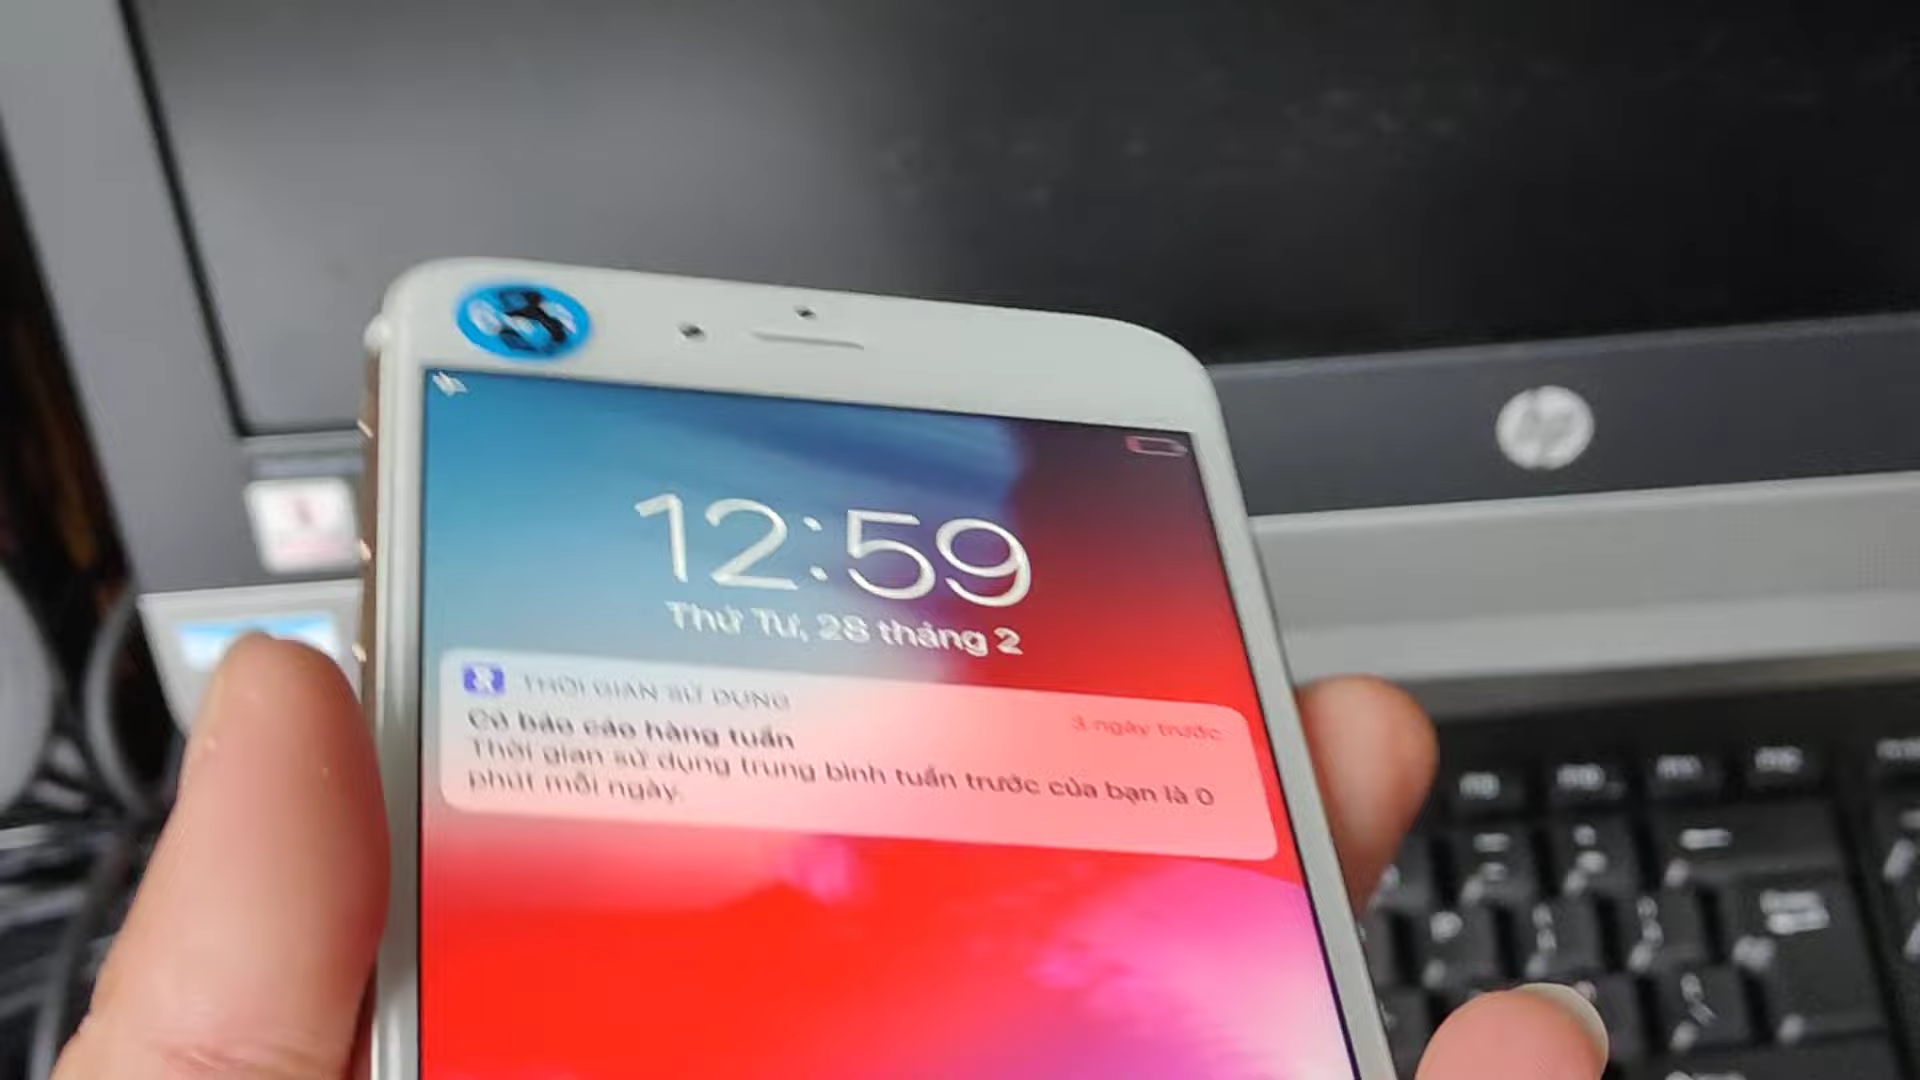 12:59
Thứ Tư, 28 tháng 2
THỜI GIAN SỬ DỤNG
3 ngày trước
Có báo cáo hàng tuần
Thời gian sử dụng trung bình tuần trước của bạn là 0
phút mỗi ngày.
hp